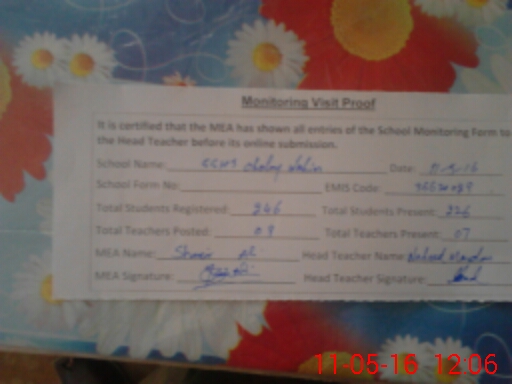 Monitoring Visit Proof
It is certified that the MEA has shown all entries of the School Monitoring Form to
the Head Teacher before its online submission.
School Name: Date: 11-5-16
School Form No: EMIS Code:
Total Students Registered: 246 Total Students Present: 226
Total Teachers Posted: 09 Total Teachers Present: 07
MEA Name: Head Teacher Name:
MEA Signature: Head Teacher Signature:
11-05-16 12:06